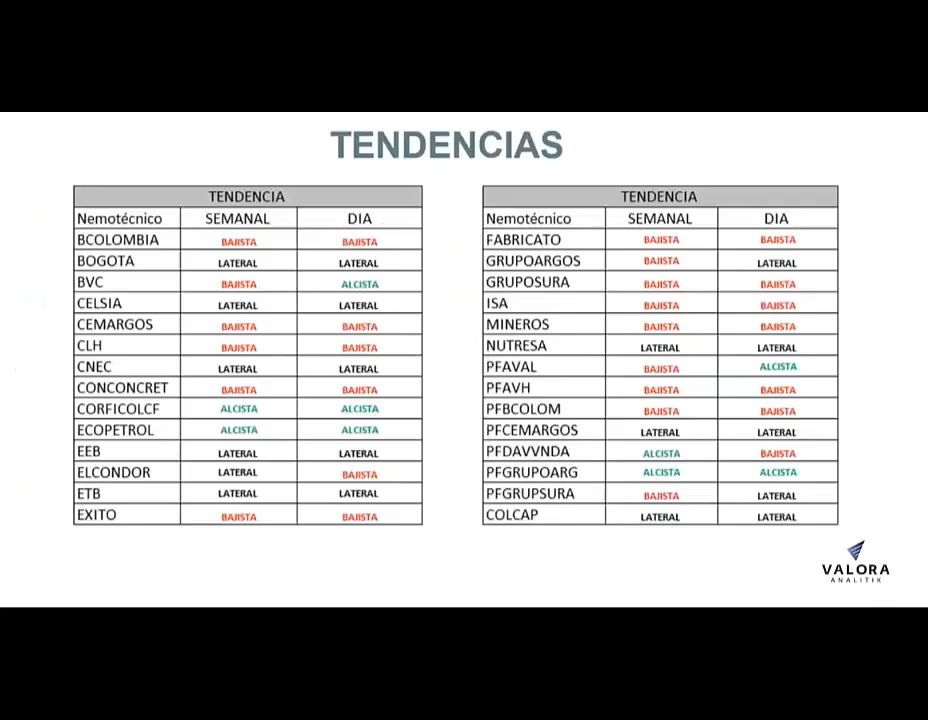 TENDENCIAS
TENDENCIA
Nemotécnico SEMANAL DIA
BCOLOMBIA BAJISTA BAJISTA
BOGOTA LATERAL LATERAL
BVC BAJISTA ALCISTA
CELSIA LATERAL LATERAL
CEMARGOS BAJISTA BAJISTA
CLH BAJISTA BAJISTA
CNEC LATERAL LATERAL
CONCONCRET BAJISTA BAJISTA
CORFICOLCF ALCISTA ALCISTA
ECOPETROL ALCISTA ALCISTA
EEB LATERAL LATERAL
ELCONDOR LATERAL BAJISTA
ETB LATERAL LATERAL
EXITO BAJISTA BAJISTA
TENDENCIA
Nemotécnico SEMANAL DIA
FABRICATO BAJISTA BAJISTA
GRUPOARGOS BAJISTA LATERAL
GRUPOSURA BAJISTA BAJISTA
ISA BAJISTA BAJISTA
MINEROS BAJISTA BAJISTA
NUTRESA LATERAL LATERAL
PFAVAL BAJISTA ALCISTA
PFAVH BAJISTA BAJISTA
PFBCOLOM BAJISTA BAJISTA
PFCEMARGOS LATERAL LATERAL
PFDAVVNDA ALCISTA BAJISTA
PFGRUPOARG ALCISTA ALCISTA
PFGRUPSURA BAJISTA LATERAL
COLCAP LATERAL LATERAL
VALORA
ANALITIK